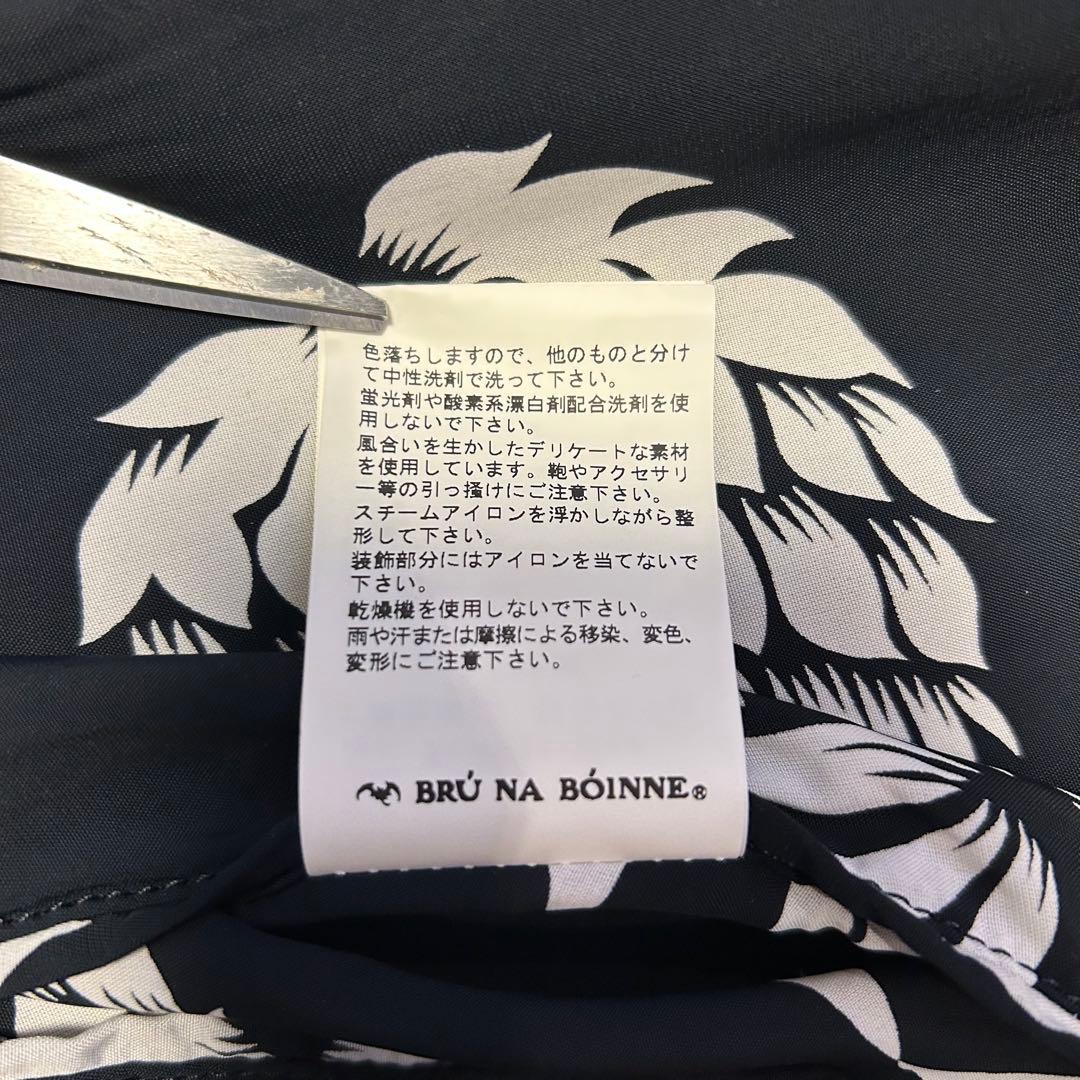 色落ちしますので、他のものと分け
て中性洗剤で洗って下さい。
蛍光剤や酸素系漂白剤配合洗剤を使
用しないで下さい。
風合いを生かしたデリケートな素材
を使用しています。鞄やアクセサリ
ー等の引っ掻けにご注意下さい。
スチームアイロンを浮かしながら整
形して下さい。
装飾部分にはアイロンを当てないで
下さい。
乾燥機を使用しないで下さい。
雨や汗または摩擦による移染、変色、
変形にご注意下さい。
BRÚ NA BÓINNE®